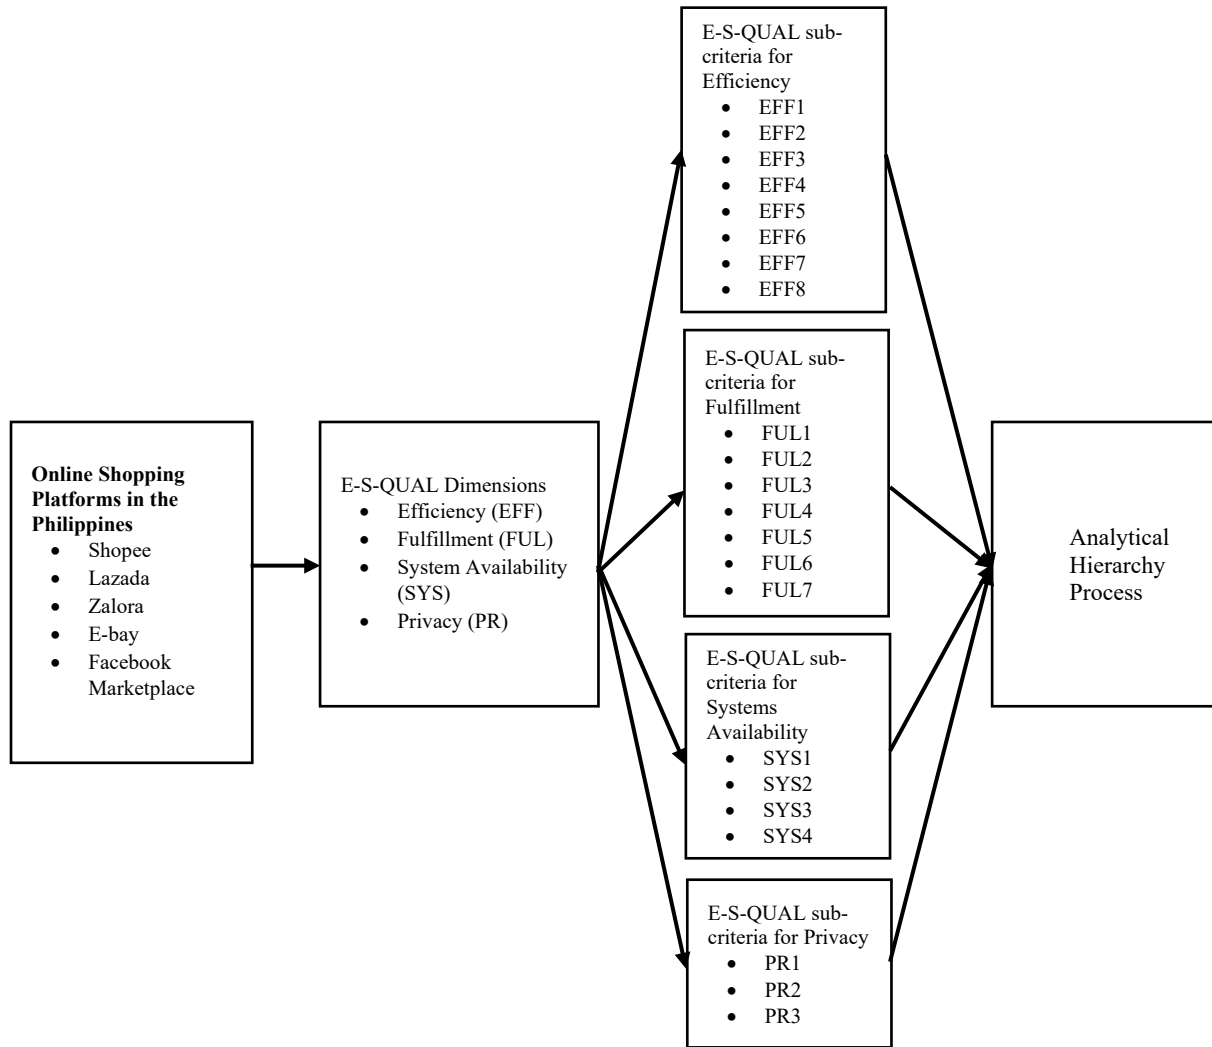 Online Shopping
Platforms in the
Philippines
• Shopee
• Lazada
• Zalora
• E-bay
• Facebook
Marketplace
E-S-QUAL Dimensions
• Efficiency (EFF)
• Fulfillment (FUL)
• System Availability
(SYS)
• Privacy (PR)
E-S-QUAL sub-
criteria for
Efficiency
• EFF1
• EFF2
• EFF3
• EFF4
• EFF5
• EFF6
• EFF7
• EFF8
E-S-QUAL sub-
criteria for
Fulfillment
• FUL1
• FUL2
• FUL3
• FUL4
• FUL5
• FUL6
• FUL7
E-S-QUAL sub-
criteria for
Systems
Availability
• SYS1
• SYS2
• SYS3
• SYS4
E-S-QUAL sub-
criteria for Privacy
• PR1
• PR2
• PR3
Analytical
Hierarchy
Process